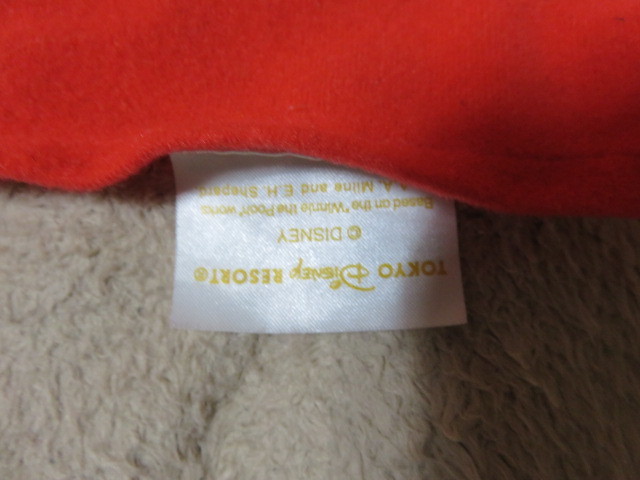 TOKYO Disney RESORT®
© DISNEY
Based on the "Winnie the Pooh" works
A. A. Milne and E. H. Shepard.